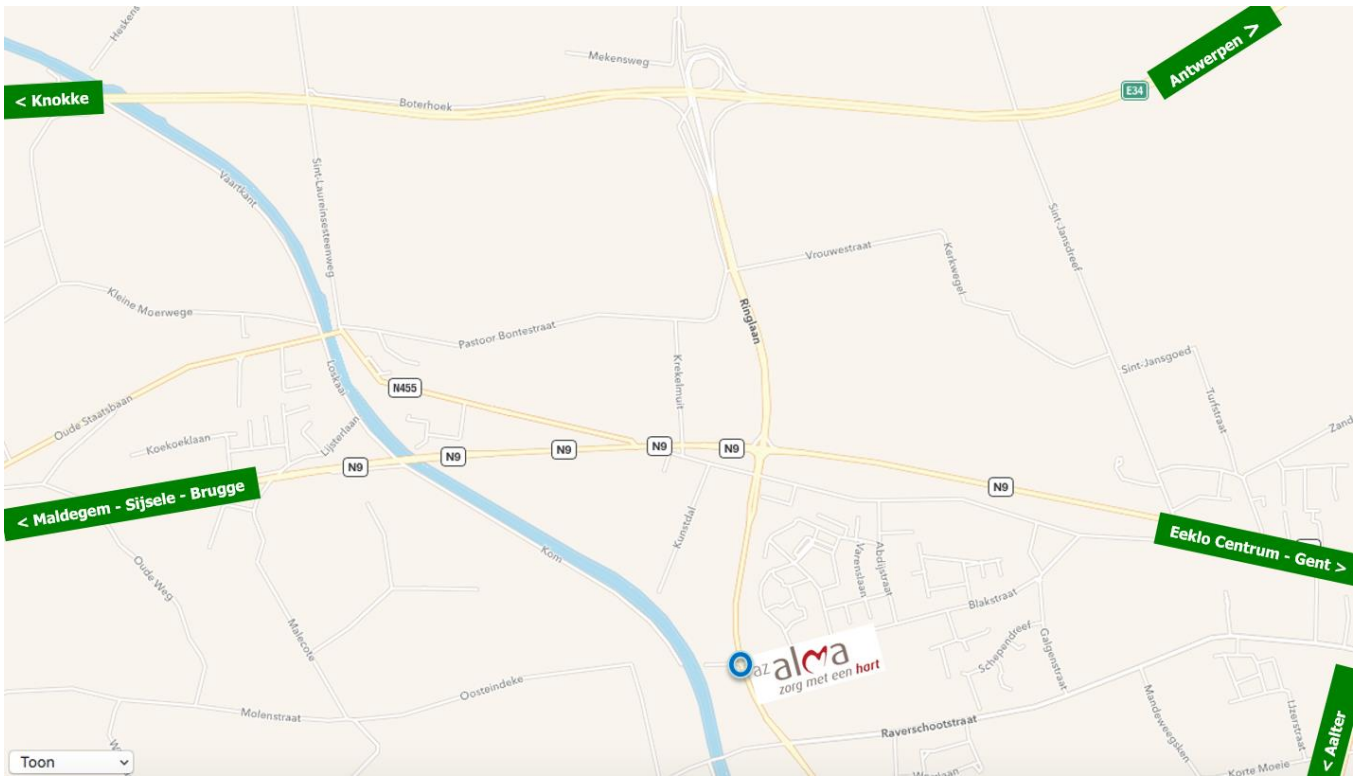 Heskens
Mekensweg
Antwerpen >
< Knokke
E34
Boterhoek
Vaartkant
Sint-Laureinsesteenweg
Sint-Jansdreef
Vrouwestraat
Kerkwegel
Kleine Moerwege
Ringlaan
Pastoor Bontestraat
Krekelmuit
Sint-Jansgoed
Loskaai
N455
Turfstraat
Oude Staatsbaan
Koekoeklaan
Lijsterlaan
Zand
N9
N9
N9
N9
N9
N9
< Maldegem - Sijsele - Brugge
Eeklo Centrum - Gent >
Kunstdal
Kom
Varenslaan
Abdijstraat
Oude Weg
Blakstraat
Malecote
Schependreef
Galgenstraat
az alma
zorg met een hart
Oosteindeke
Molenstraat
Mandeweegsken
IJzerstraat
Raverschootstraat
< Aalter
Toon
Korte Moeie